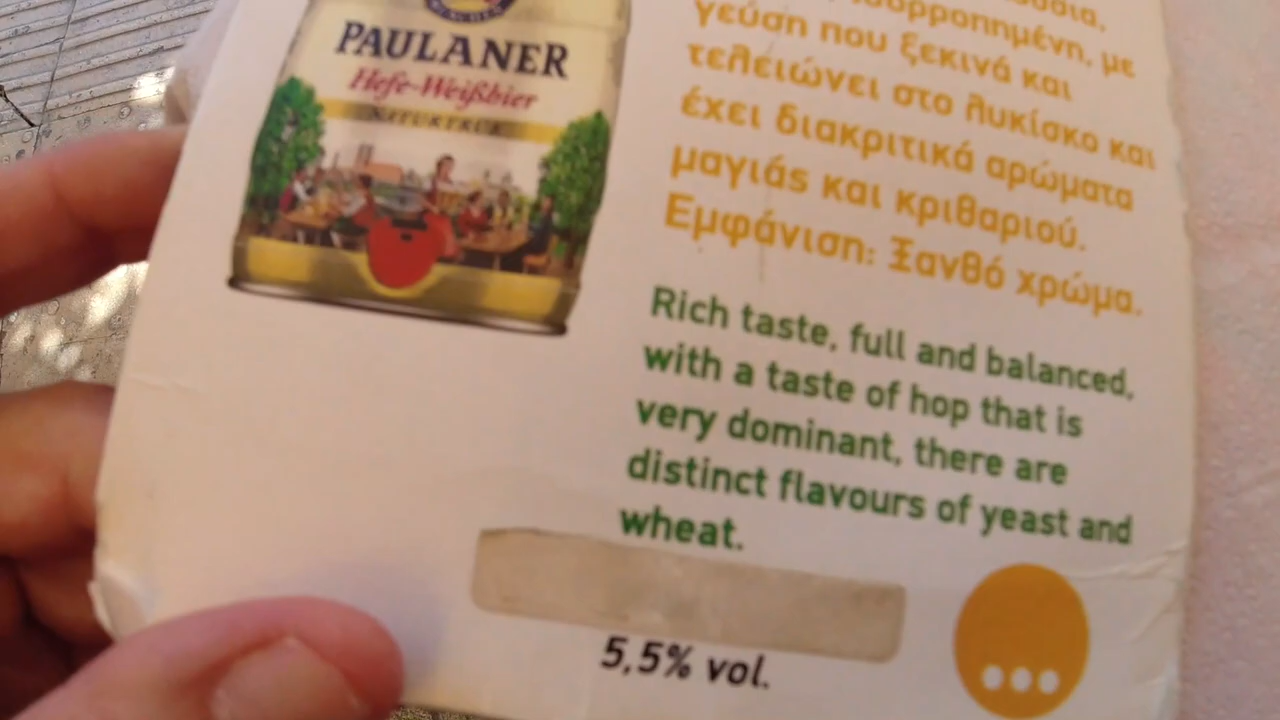 PAULANER
Hefe-Weißbier
NATURTRÜB
ισορροπημένη, με
γεύση που ξεκινά και
τελειώνει στο λυκίσκο και
έχει διακριτικά αρώματα
μαγιάς και κριθαριού.
Εμφάνιση: Ξανθό χρώμα.
Rich taste, full and balanced,
with a taste of hop that is
very dominant, there are
distinct flavours of yeast and
wheat.
5,5% vol.